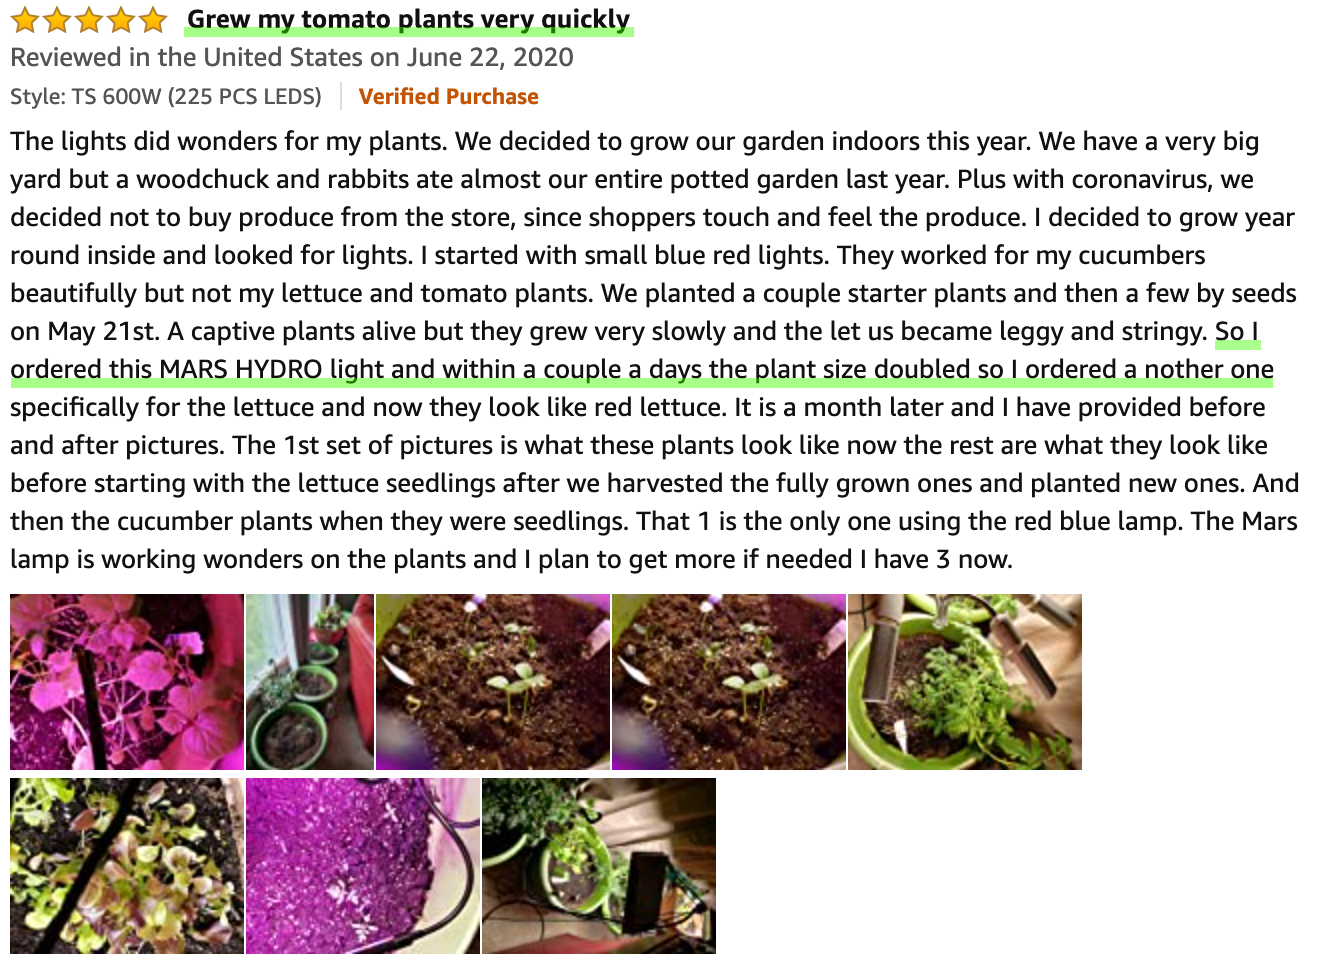 Grew my tomato plants very quickly
Reviewed in the United States on June 22, 2020
Style: TS 600W (225 PCS LEDS) | Verified Purchase
The lights did wonders for my plants. We decided to grow our garden indoors this year. We have a very big
yard but a woodchuck and rabbits ate almost our entire potted garden last year. Plus with coronavirus, we
decided not to buy produce from the store, since shoppers touch and feel the produce. I decided to grow year
round inside and looked for lights. I started with small blue red lights. They worked for my cucumbers
beautifully but not my lettuce and tomato plants. We planted a couple starter plants and then a few by seeds
on May 21st. A captive plants alive but they grew very slowly and the let us became leggy and stringy. So I
ordered this MARS HYDRO light and within a couple a days the plant size doubled so I ordered a nother one
specifically for the lettuce and now they look like red lettuce. It is a month later and I have provided before
and after pictures. The 1st set of pictures is what these plants look like now the rest are what they look like
before starting with the lettuce seedlings after we harvested the fully grown ones and planted new ones. And
then the cucumber plants when they were seedlings. That 1 is the only one using the red blue lamp. The Mars
lamp is working wonders on the plants and I plan to get more if needed I have 3 now.